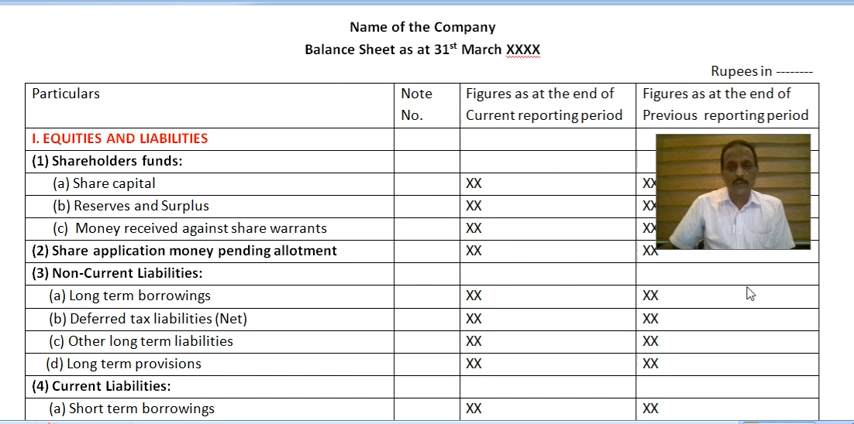 Name of the Company
Balance Sheet as at 31st March XXXX
Rupees in --------
Particulars Note No. Figures as at the end of Current reporting period Figures as at the end of Previous reporting period
I. EQUITIES AND LIABILITIES
(1) Shareholders funds:
(a) Share capital XX XX
(b) Reserves and Surplus XX XX
(c) Money received against share warrants XX XX
(2) Share application money pending allotment XX XX
(3) Non-Current Liabilities:
(a) Long term borrowings XX XX
(b) Deferred tax liabilities (Net) XX XX
(c) Other long term liabilities XX XX
(d) Long term provisions XX XX
(4) Current Liabilities:
(a) Short term borrowings XX XX